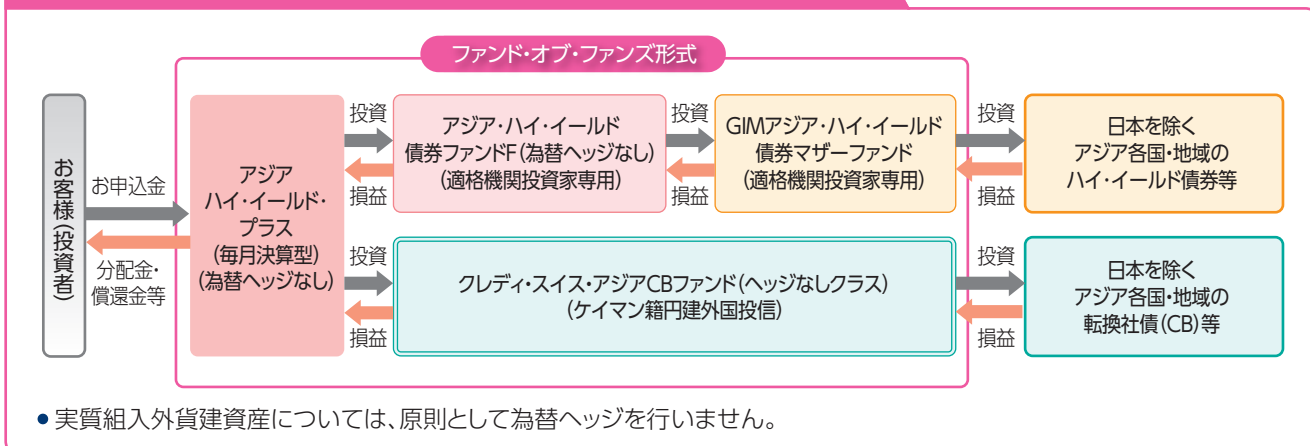 ファンド・オブ・ファンズ形式
お客様(投資者)
お申込金
分配金・
償還金等
アジア
ハイ・イールド・
プラス
(毎月決算型)
(為替ヘッジなし)
投資
損益
アジア・ハイ・イールド
債券ファンドF(為替ヘッジなし)
(適格機関投資家専用)
投資
損益
GIMアジア・ハイ・イールド
債券マザーファンド
(適格機関投資家専用)
投資
損益
日本を除く
アジア各国・地域の
ハイ・イールド債券等
投資
損益
クレディ・スイス・アジアCBファンド(ヘッジなしクラス)
(ケイマン籍円建外国投信)
投資
損益
日本を除く
アジア各国・地域の
転換社債(CB)等
●実質組入外貨建資産については、原則として為替ヘッジを行いません。